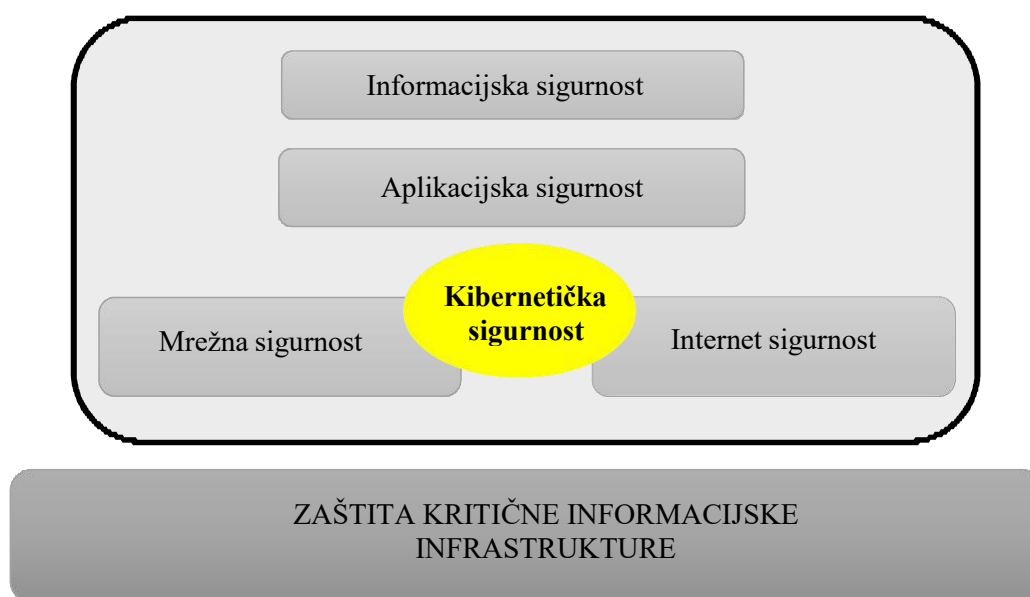 Informacijska sigurnost
Aplikacijska sigurnost
Kibernetička
sigurnost
Mrežna sigurnost
Internet sigurnost
ZAŠTITA KRITIČNE INFORMACIJSKE
INFRASTRUKTURE